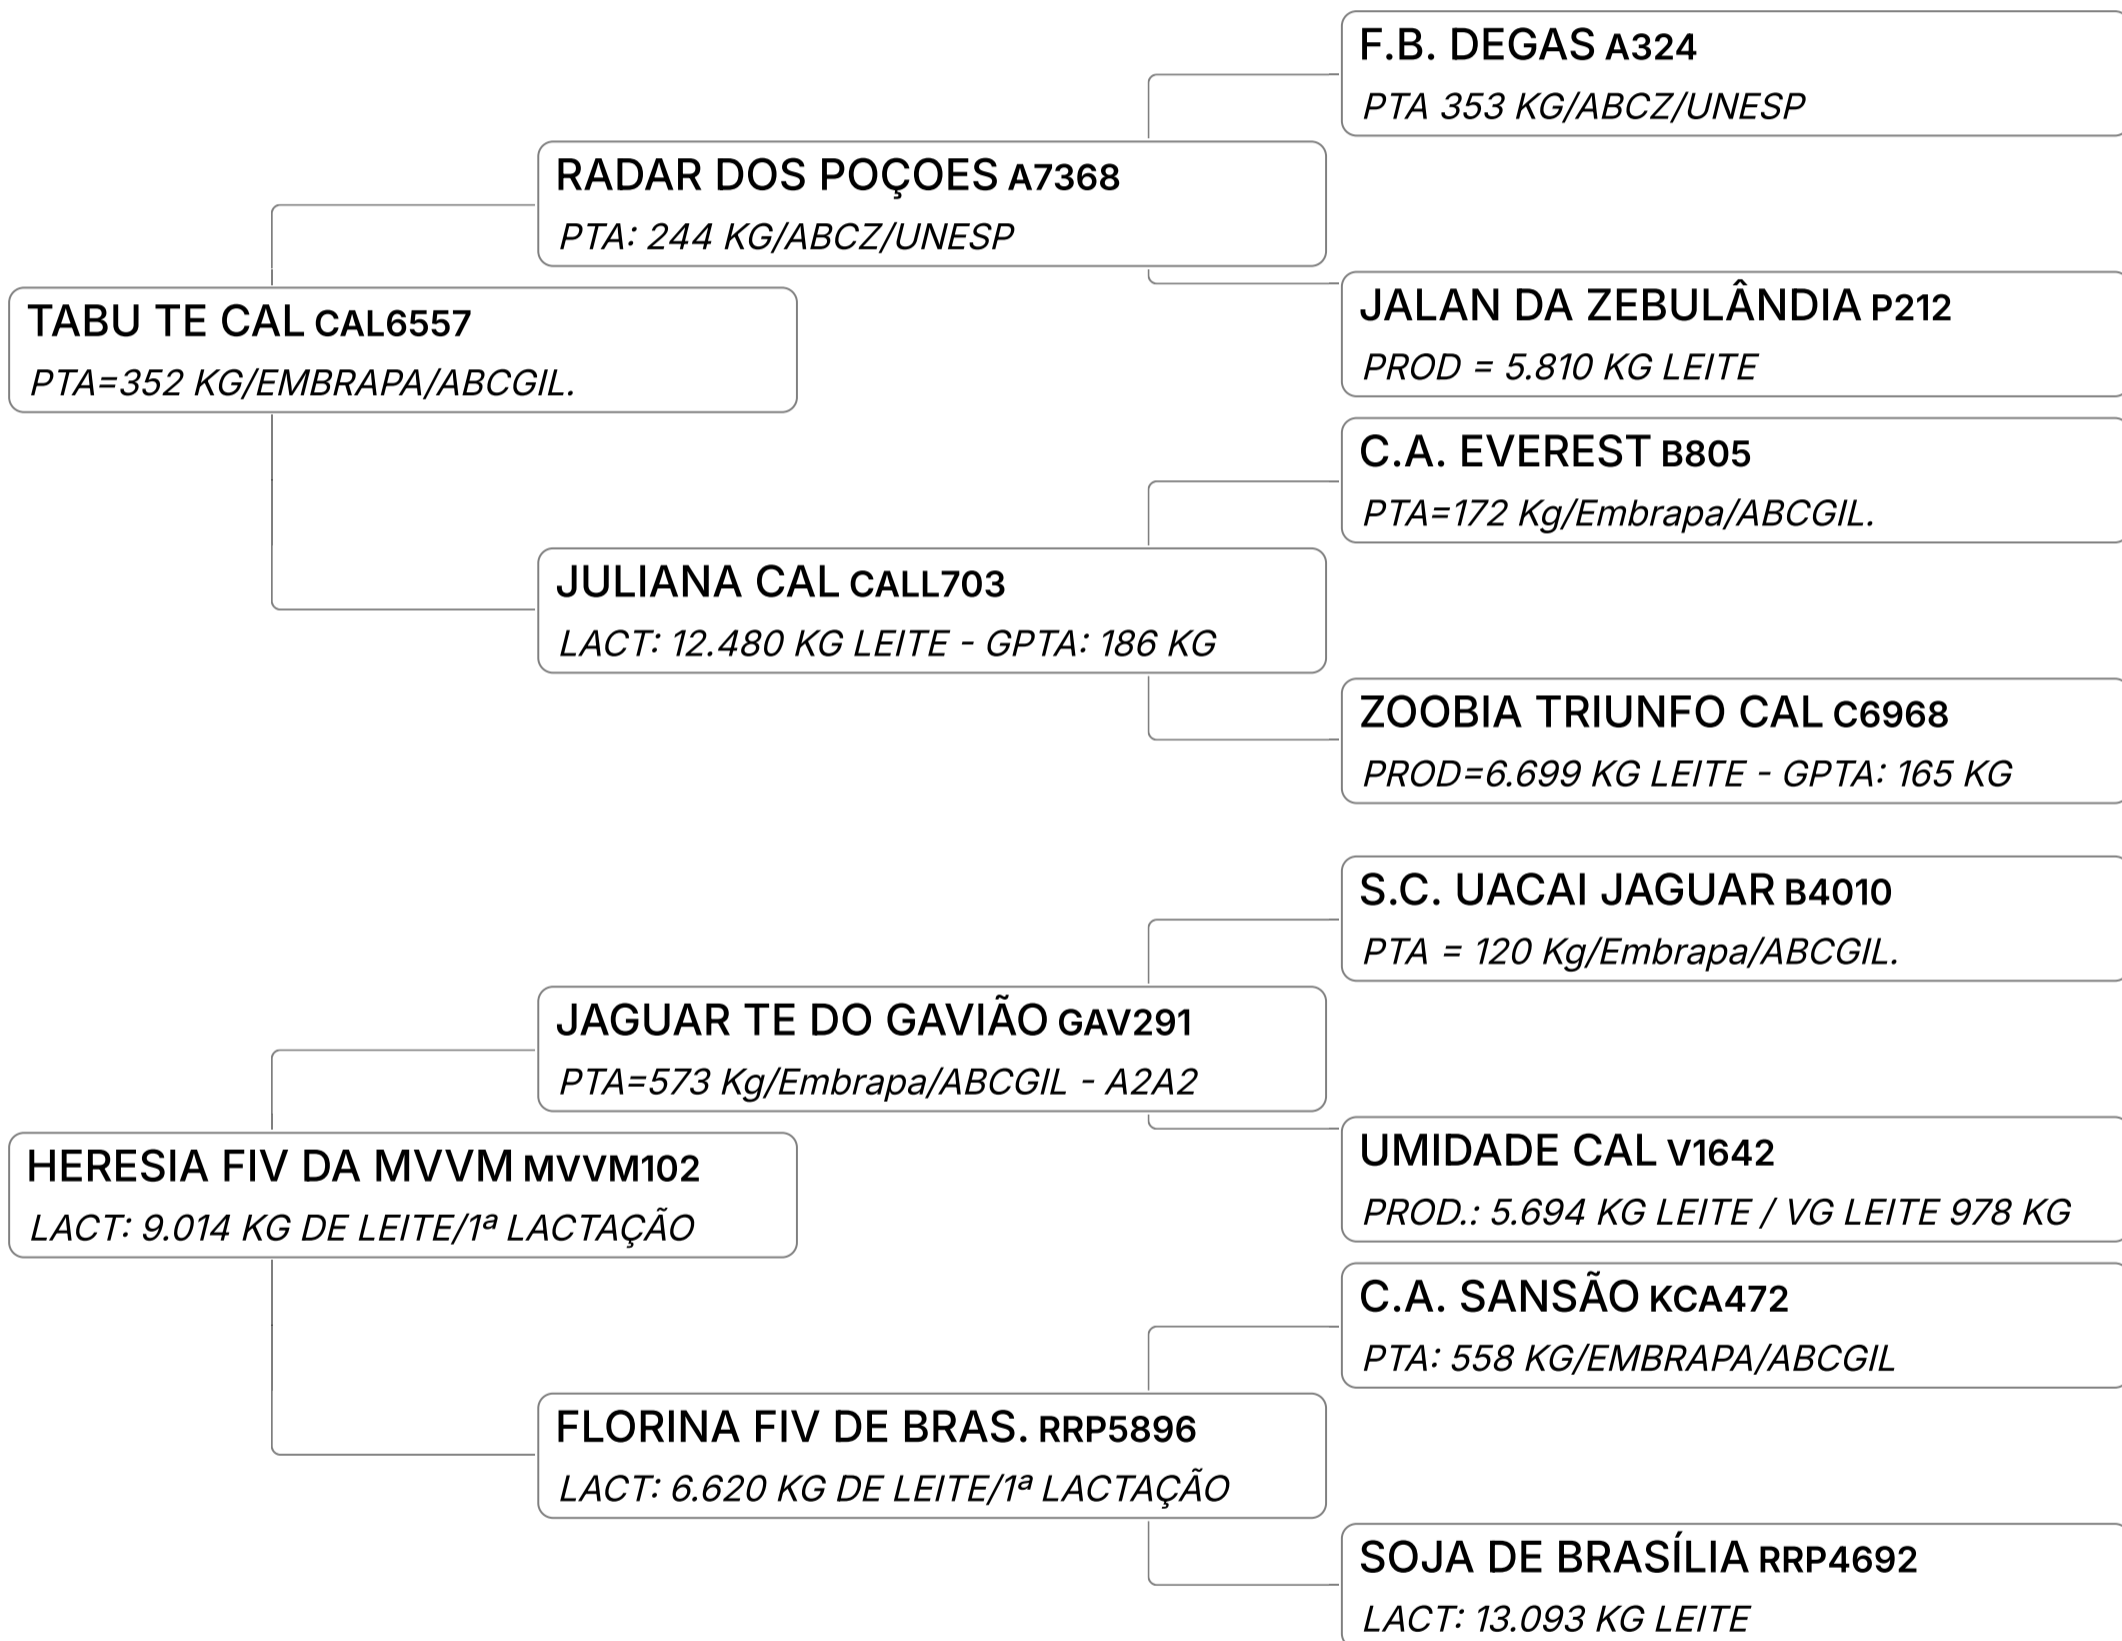 F.B. DEGAS A324
PTA 353 KG/ABCZ/UNESP
RADAR DOS POÇOES A7368
PTA: 244 KG/ABCZ/UNESP
JALAN DA ZEBULÂNDIA P212
PROD = 5.810 KG LEITE
TABU TE CAL CAL6557
PTA=352 KG/EMBRAPA/ABCGIL.
C.A. EVEREST B805
PTA=172 Kg/Embrapa/ABCGIL.
JULIANA CAL CALL703
LACT: 12.480 KG LEITE - GPTA: 186 KG
ZOOBIA TRIUNFO CAL C6968
PROD=6.699 KG LEITE - GPTA: 165 KG
S.C. UACAI JAGUAR B4010
PTA = 120 Kg/Embrapa/ABCGIL.
JAGUAR TE DO GAVIÃO GAV291
PTA=573 Kg/Embrapa/ABCGIL - A2A2
UMIDADE CAL V1642
PROD.: 5.694 KG LEITE / VG LEITE 978 KG
HERESIA FIV DA MVVM MVVM102
LACT: 9.014 KG DE LEITE/1ª LACTAÇÃO
C.A. SANSÃO KCA472
PTA: 558 KG/EMBRAPA/ABCGIL
FLORINA FIV DE BRAS. RRP5896
LACT: 6.620 KG DE LEITE/1ª LACTAÇÃO
SOJA DE BRASÍLIA RRP4692
LACT: 13.093 KG LEITE